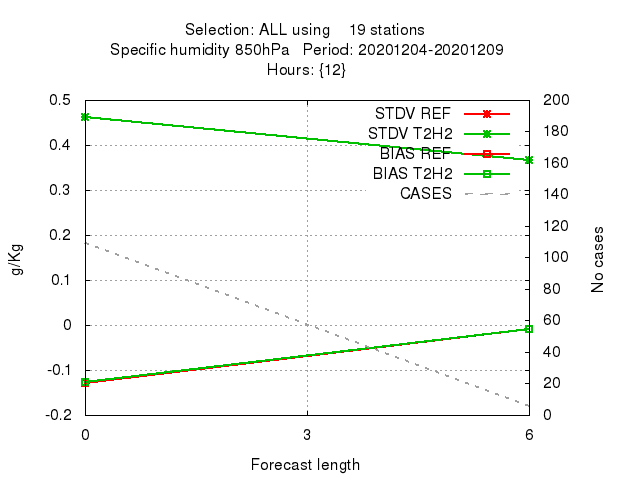 Selection: ALL using 19 stations
Specific humidity 850hPa Period: 20201204-20201209
Hours: {12}
0.5
0.4
0.3
0.2
0.1
0
-0.1
-0.2
g/Kg
STDV REF
STDV T2H2
BIAS REF
BIAS T2H2
CASES
200
180
160
140
120
100
80
60
40
20
0
No cases
0 3 6
Forecast length